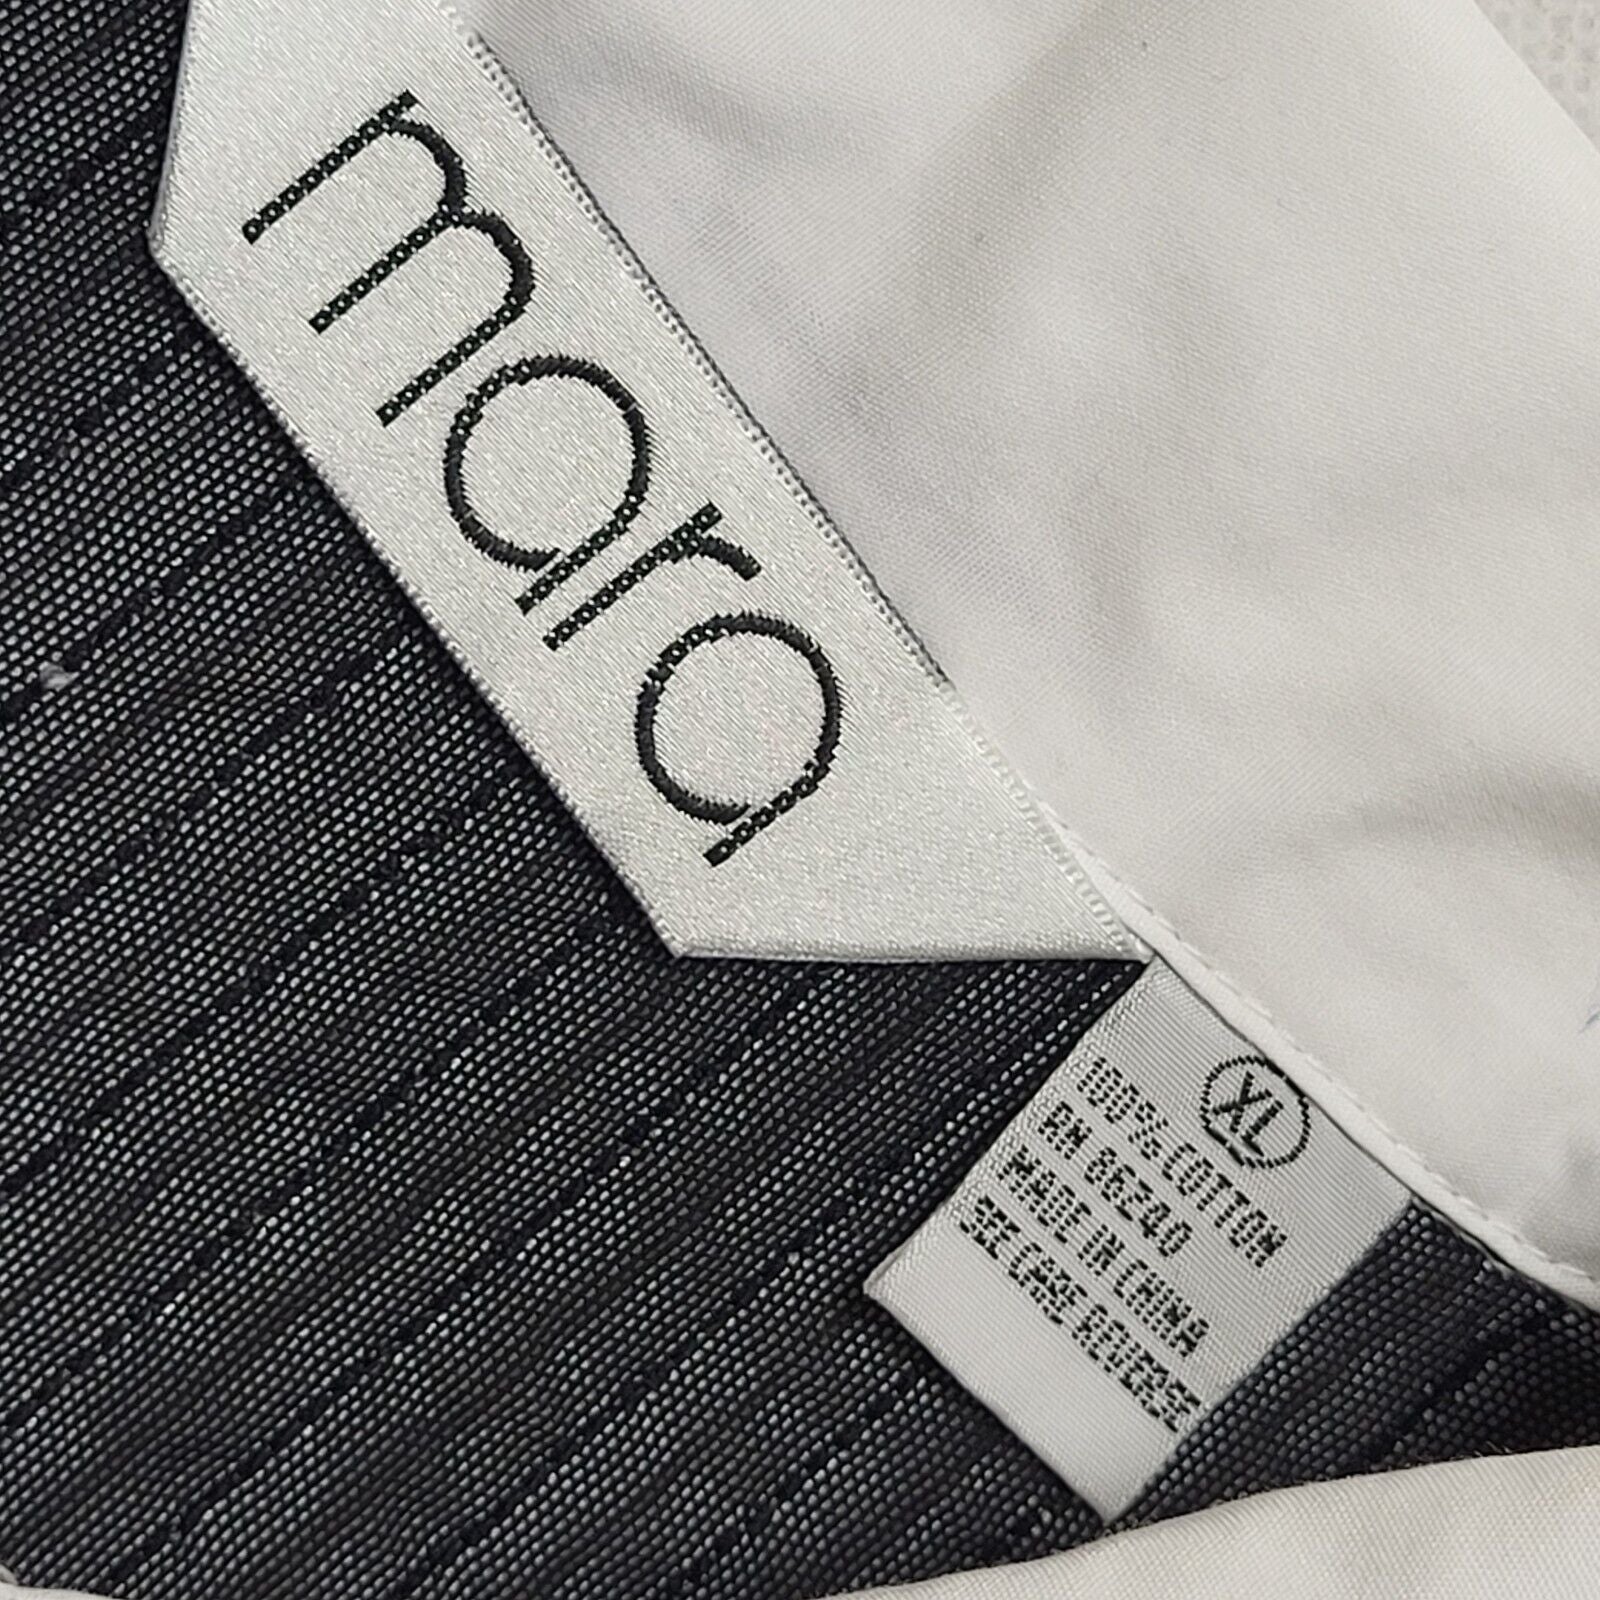 mara
XL
100% COTTON
RN 86240
MADE IN CHINA
SEE CARE REVERSE